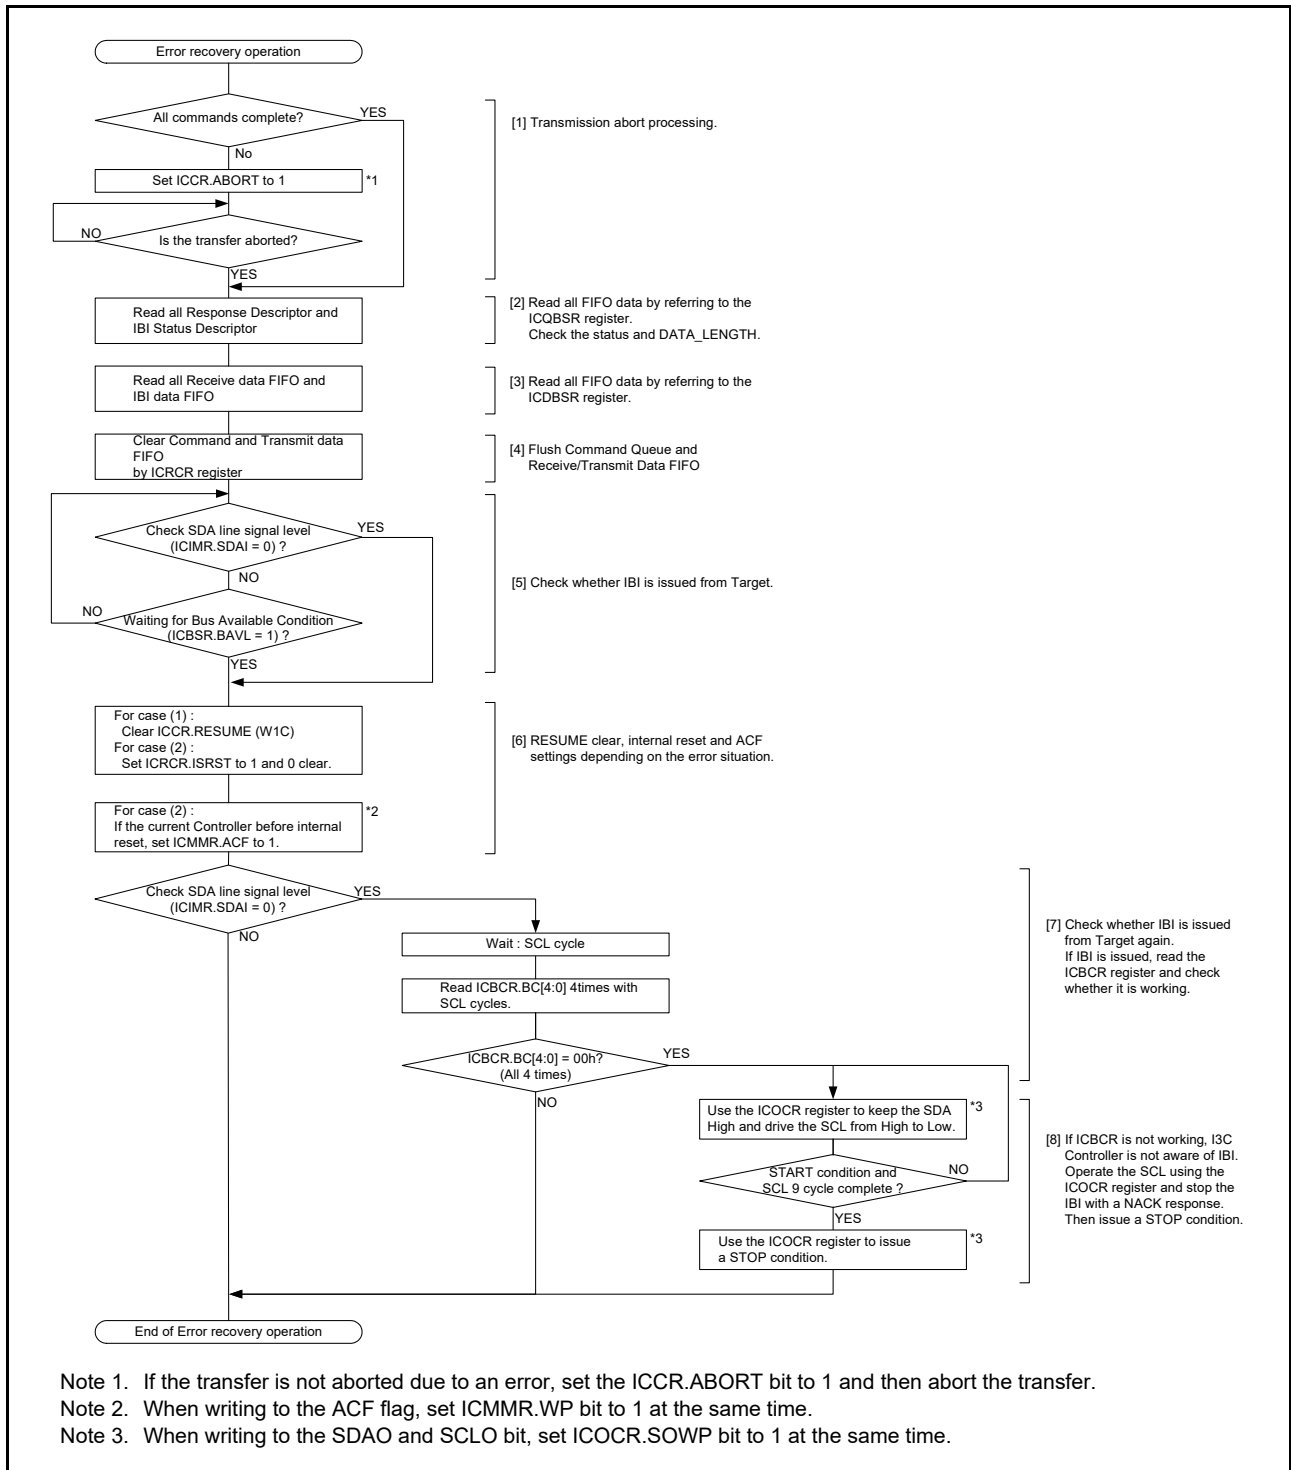 Error recovery operation
All commands complete?
YES
No
[1] Transmission abort processing.
Set ICCR.ABORT to 1
*1
NO
Is the transfer aborted?
YES
Read all Response Descriptor and
IBI Status Descriptor
[2] Read all FIFO data by referring to the
ICQBSR register.
Check the status and DATA_LENGTH.
Read all Receive data FIFO and
IBI data FIFO
[3] Read all FIFO data by referring to the
ICDBSR register.
Clear Command and Transmit data
FIFO
by ICRCR register
[4] Flush Command Queue and
Receive/Transmit Data FIFO
Check SDA line signal level
(ICIMR.SDAI = 0) ?
YES
NO
[5] Check whether IBI is issued from Target.
NO
Waiting for Bus Available Condition
(ICBSR.BAVL = 1) ?
YES
For case (1) :
Clear ICCR.RESUME (W1C)
For case (2) :
Set ICRCR.ISRST to 1 and 0 clear.
[6] RESUME clear, internal reset and ACF
settings depending on the error situation.
For case (2) :
If the current Controller before internal
reset, set ICMMR.ACF to 1.
*2
Check SDA line signal level
(ICIMR.SDAI = 0) ?
YES
NO
Wait : SCL cycle
Read ICBCR.BC[4:0] 4times with
SCL cycles.
[7] Check whether IBI is issued
from Target again.
If IBI is issued, read the
ICBCR register and check
whether it is working.
ICBCR.BC[4:0] = 00h?
(All 4 times)
YES
NO
Use the ICOCR register to keep the SDA
High and drive the SCL from High to Low.
*3
START condition and
SCL 9 cycle complete ?
NO
YES
[8] If ICBCR is not working, I3C
Controller is not aware of IBI.
Operate the SCL using the
ICOCR register and stop the
IBI with a NACK response.
Then issue a STOP condition.
Use the ICOCR register to issue
a STOP condition.
*3
End of Error recovery operation
Note 1. If the transfer is not aborted due to an error, set the ICCR.ABORT bit to 1 and then abort the transfer.
Note 2. When writing to the ACF flag, set ICMMR.WP bit to 1 at the same time.
Note 3. When writing to the SDAO and SCLO bit, set ICOCR.SOWP bit to 1 at the same time.